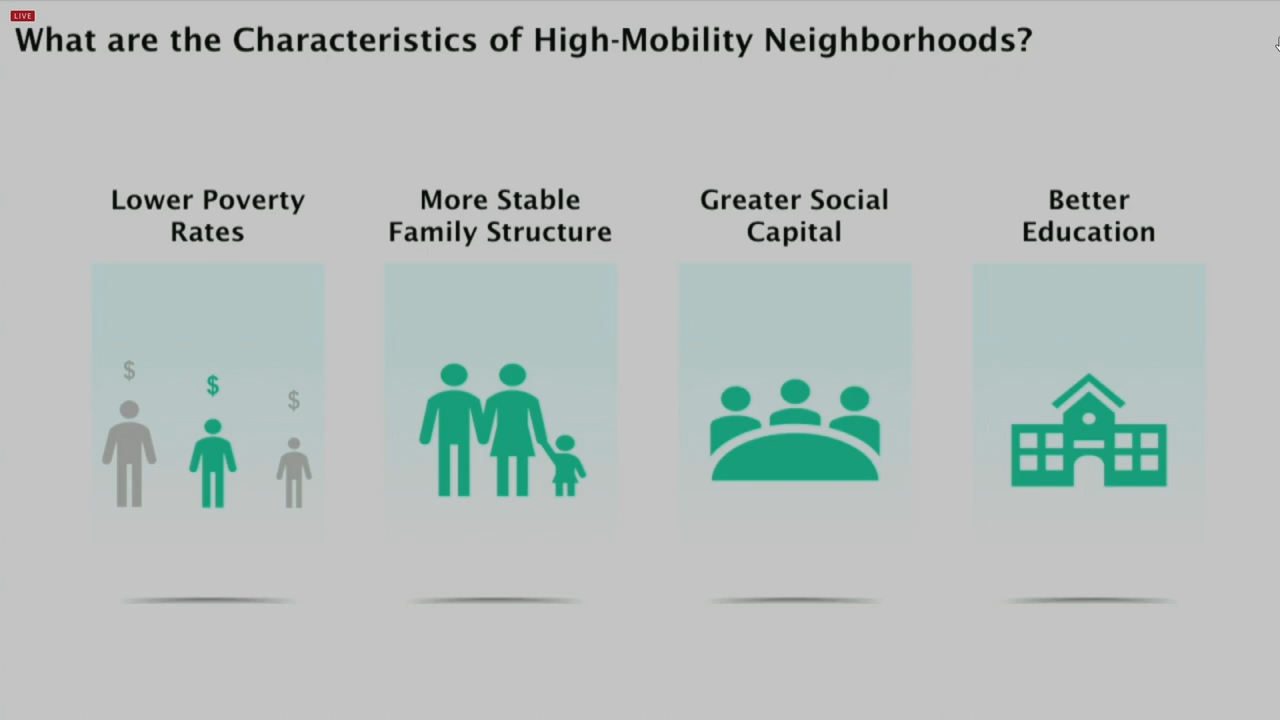 LIVE
What are the Characteristics of High-Mobility Neighborhoods?
Lower Poverty
Rates
More Stable
Family Structure
Greater Social
Capital
Better
Education
$
$
$